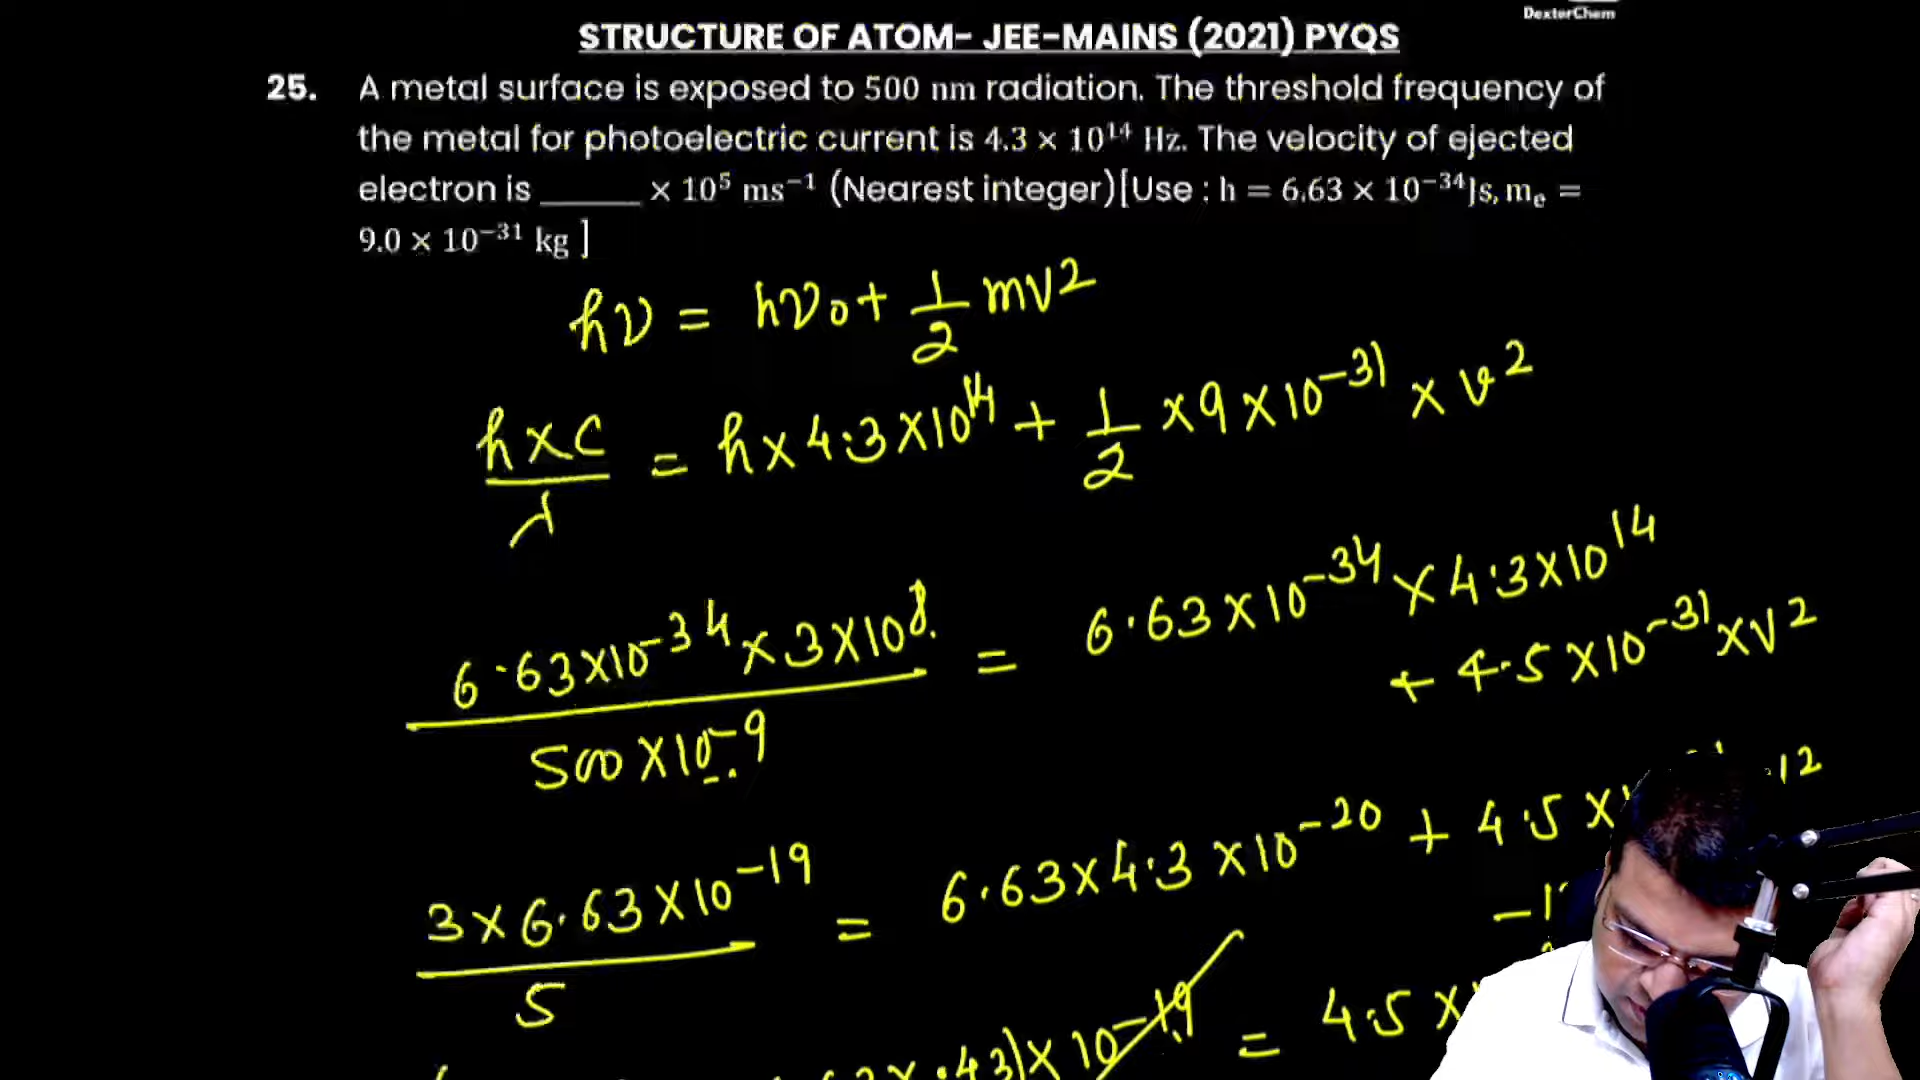 DexterChem
STRUCTURE OF ATOM- JEE-MAINS (2021) PYQS
25. A metal surface is exposed to 500 nm radiation. The threshold frequency of
the metal for photoelectric current is 4.3 × 10¹⁴ Hz. The velocity of ejected
electron is _____ × 10⁵ ms⁻¹ (Nearest integer)[Use : h = 6.63 × 10⁻³⁴Js, mₑ =
9.0 × 10⁻³¹ kg ]
hν = hν₀ + 1/2 mv²
h×c/λ = h×4.3×10¹⁴ + 1/2 ×9×10⁻³¹ × v²
6.63×10⁻³⁴×3×10⁸/500×10⁻⁹ = 6.63×10⁻³⁴×4.3×10¹⁴
+ 4.5×10⁻³¹×v²
3×6.63×10⁻¹⁹/5 = 6.63×4.3×10⁻²⁰ + 4.5×
.43)×10⁻¹⁹ = 4.5×